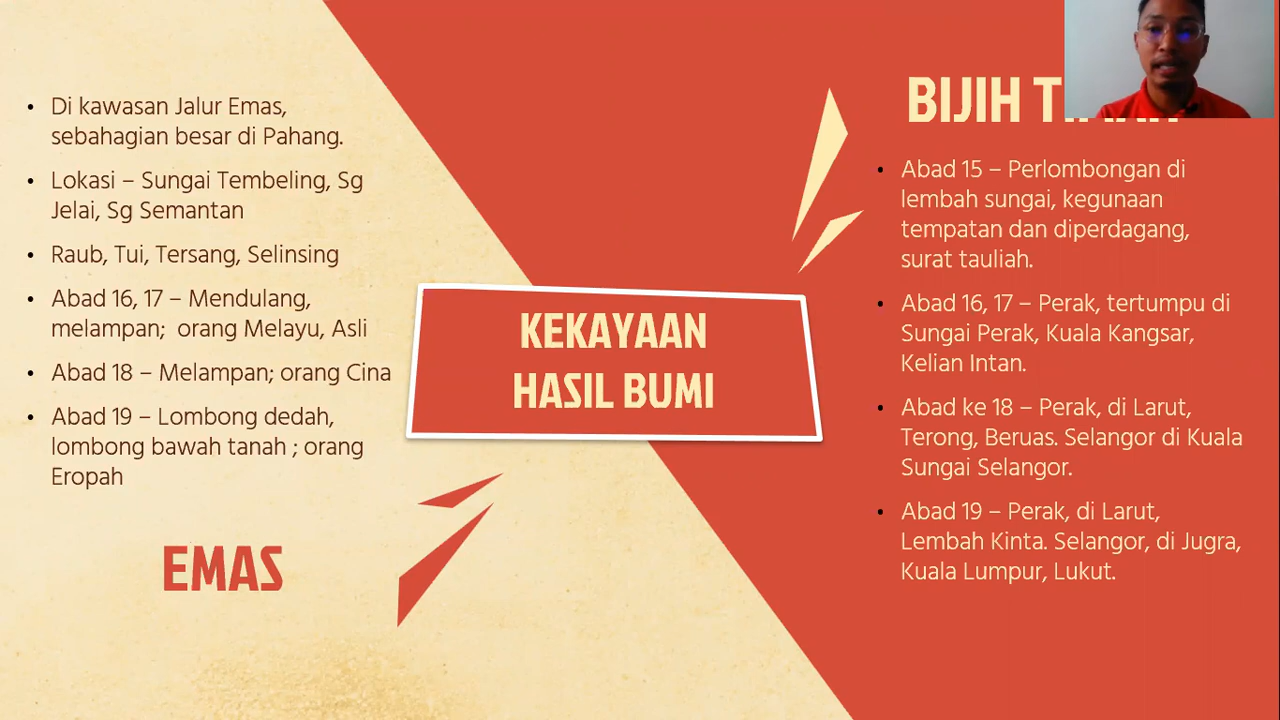 Di kawasan Jalur Emas,
sebahagian besar di Pahang.
Lokasi – Sungai Tembeling, Sg
Jelai, Sg Semantan
Raub, Tui, Tersang, Selinsing
Abad 16, 17 – Mendulang,
melampan; orang Melayu, Asli
Abad 18 – Melampan; orang Cina
Abad 19 – Lombong dedah,
lombong bawah tanah ; orang
Eropah
EMAS
KEKAYAAN
HASIL BUMI
BIJIH
Abad 15 – Perlombongan di
lembah sungai, kegunaan
tempatan dan diperdagang,
surat tauliah.
Abad 16, 17 – Perak, tertumpu di
Sungai Perak, Kuala Kangsar,
Kelian Intan.
Abad ke 18 – Perak, di Larut,
Terong, Beruas. Selangor di Kuala
Sungai Selangor.
Abad 19 – Perak, di Larut,
Lembah Kinta. Selangor, di Jugra,
Kuala Lumpur, Lukut.